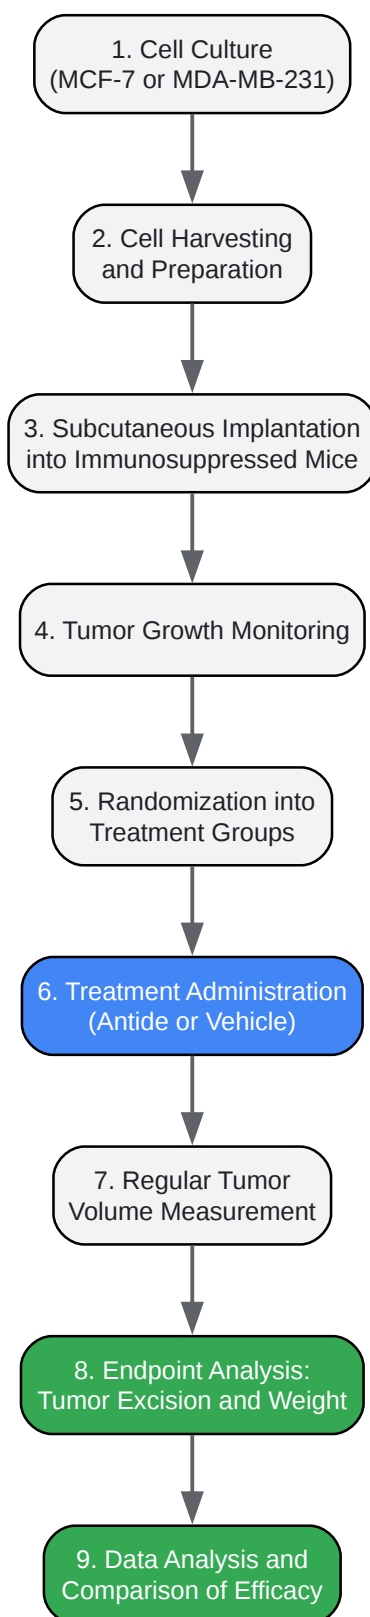 1. Cell Culture
(MCF-7 or MDA-MB-231)
2. Cell Harvesting
and Preparation
3. Subcutaneous Implantation
into Immunosuppressed Mice
4. Tumor Growth Monitoring
5. Randomization into
Treatment Groups
6. Treatment Administration
(Antide or Vehicle)
7. Regular Tumor
Volume Measurement
8. Endpoint Analysis:
Tumor Excision and Weight
9. Data Analysis and
Comparison of Efficacy